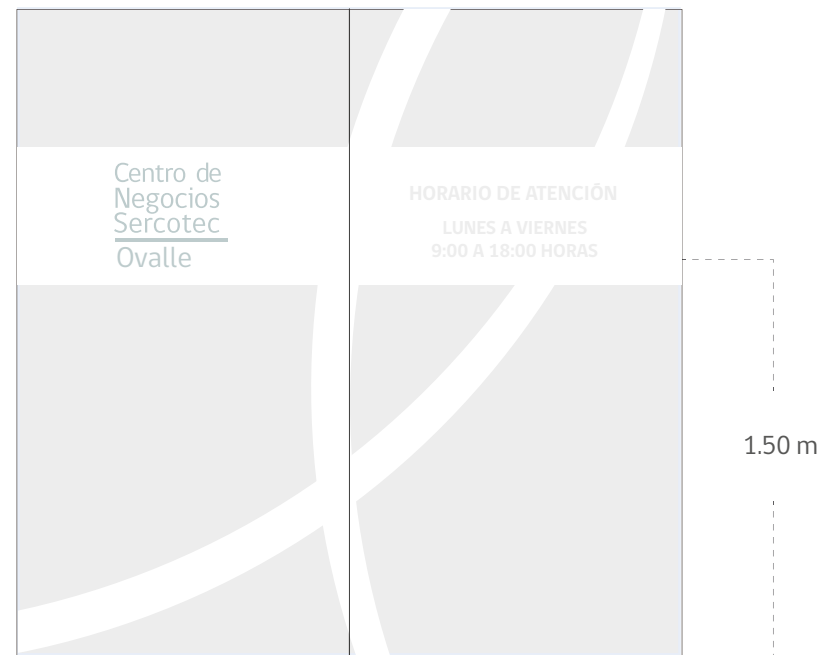 Centro de
Negocios
Sercotec
Ovalle
HORARIO DE ATENCIÓN
LUNES A VIERNES
9:00 A 18:00 HORAS
1.50 m